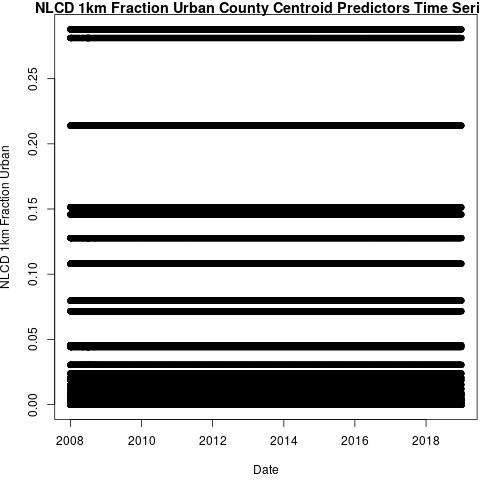 NLCD 1km Fraction Urban County Centroid Predictors Time Seri
NLCD 1km Fraction Urban
0.25
0.20
0.15
0.10
0.05
0.00
2008 2010 2012 2014 2016 2018
Date